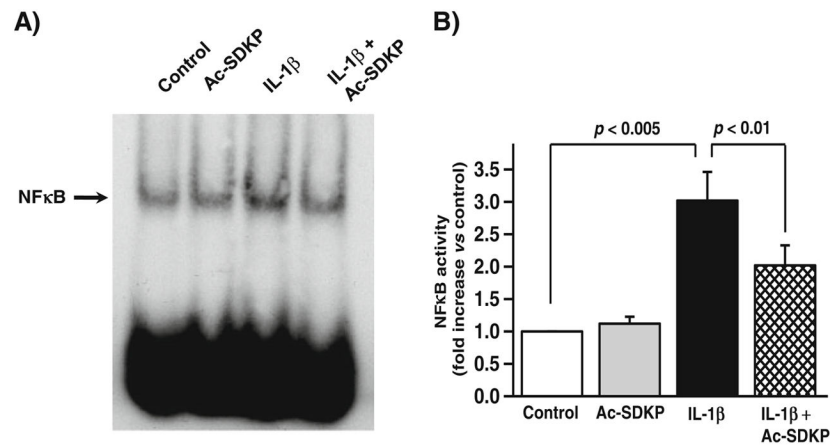 A)
Control
Ac-SDKP
IL-1β
IL-1β +
Ac-SDKP
NFκB
B)
p < 0.005
p < 0.01
NFκB activity
(fold increase vs control)
3.5
3.0
2.5
2.0
1.5
1.0
0.5
0.0
Control
Ac-SDKP
IL-1β
IL-1β +
Ac-SDKP